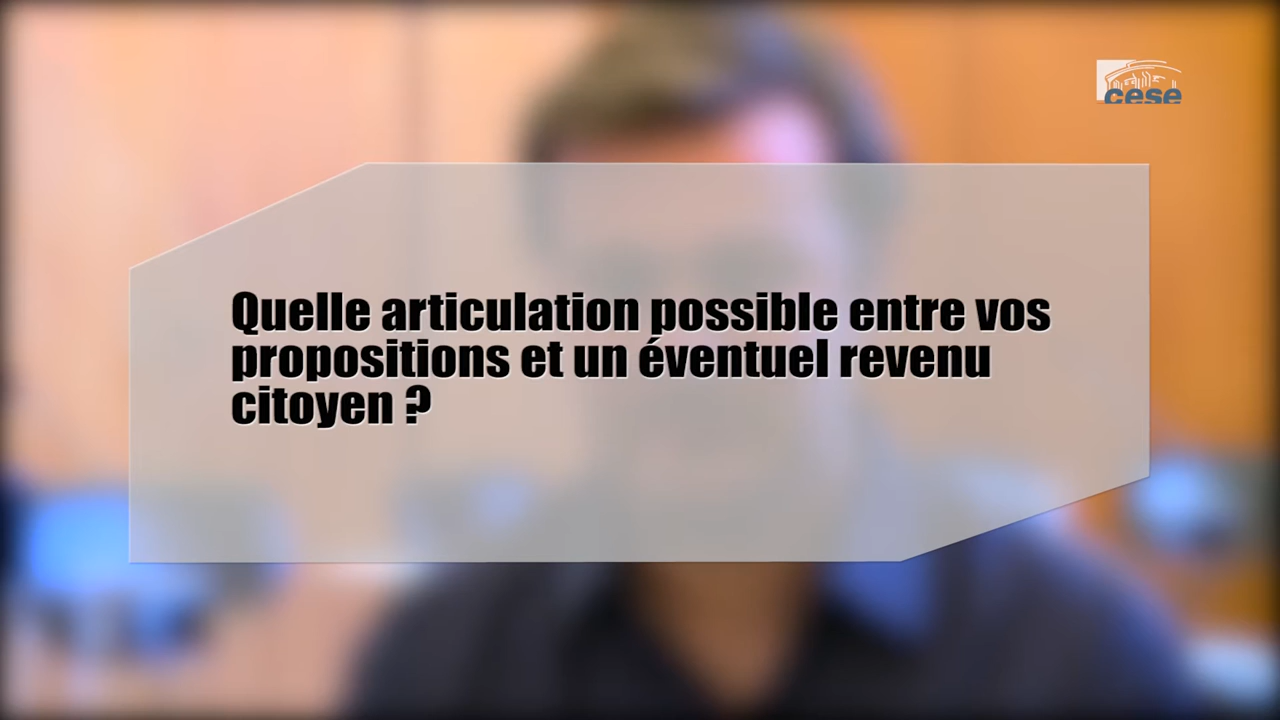 cese
Quelle articulation possible entre vos
propositions et un éventuel revenu
citoyen ?